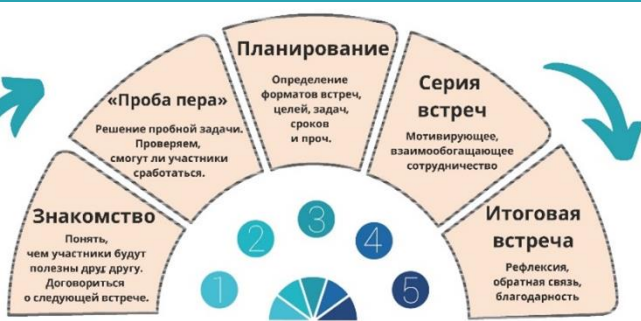 Знакомство
Понять,
чем участники будут
полезны друг другу.
Договориться
о следующей встрече.
«Проба пера»
Решение пробной задачи.
Проверяем,
смогут ли участники
сработаться.
Планирование
Определение
форматов встреч,
целей, задач,
сроков
и проч.
Серия
встреч
Мотивирующее,
взаимообогащающее
сотрудничество
Итоговая
встреча
Рефлексия,
обратная связь,
благодарность
1
2
3
4
5